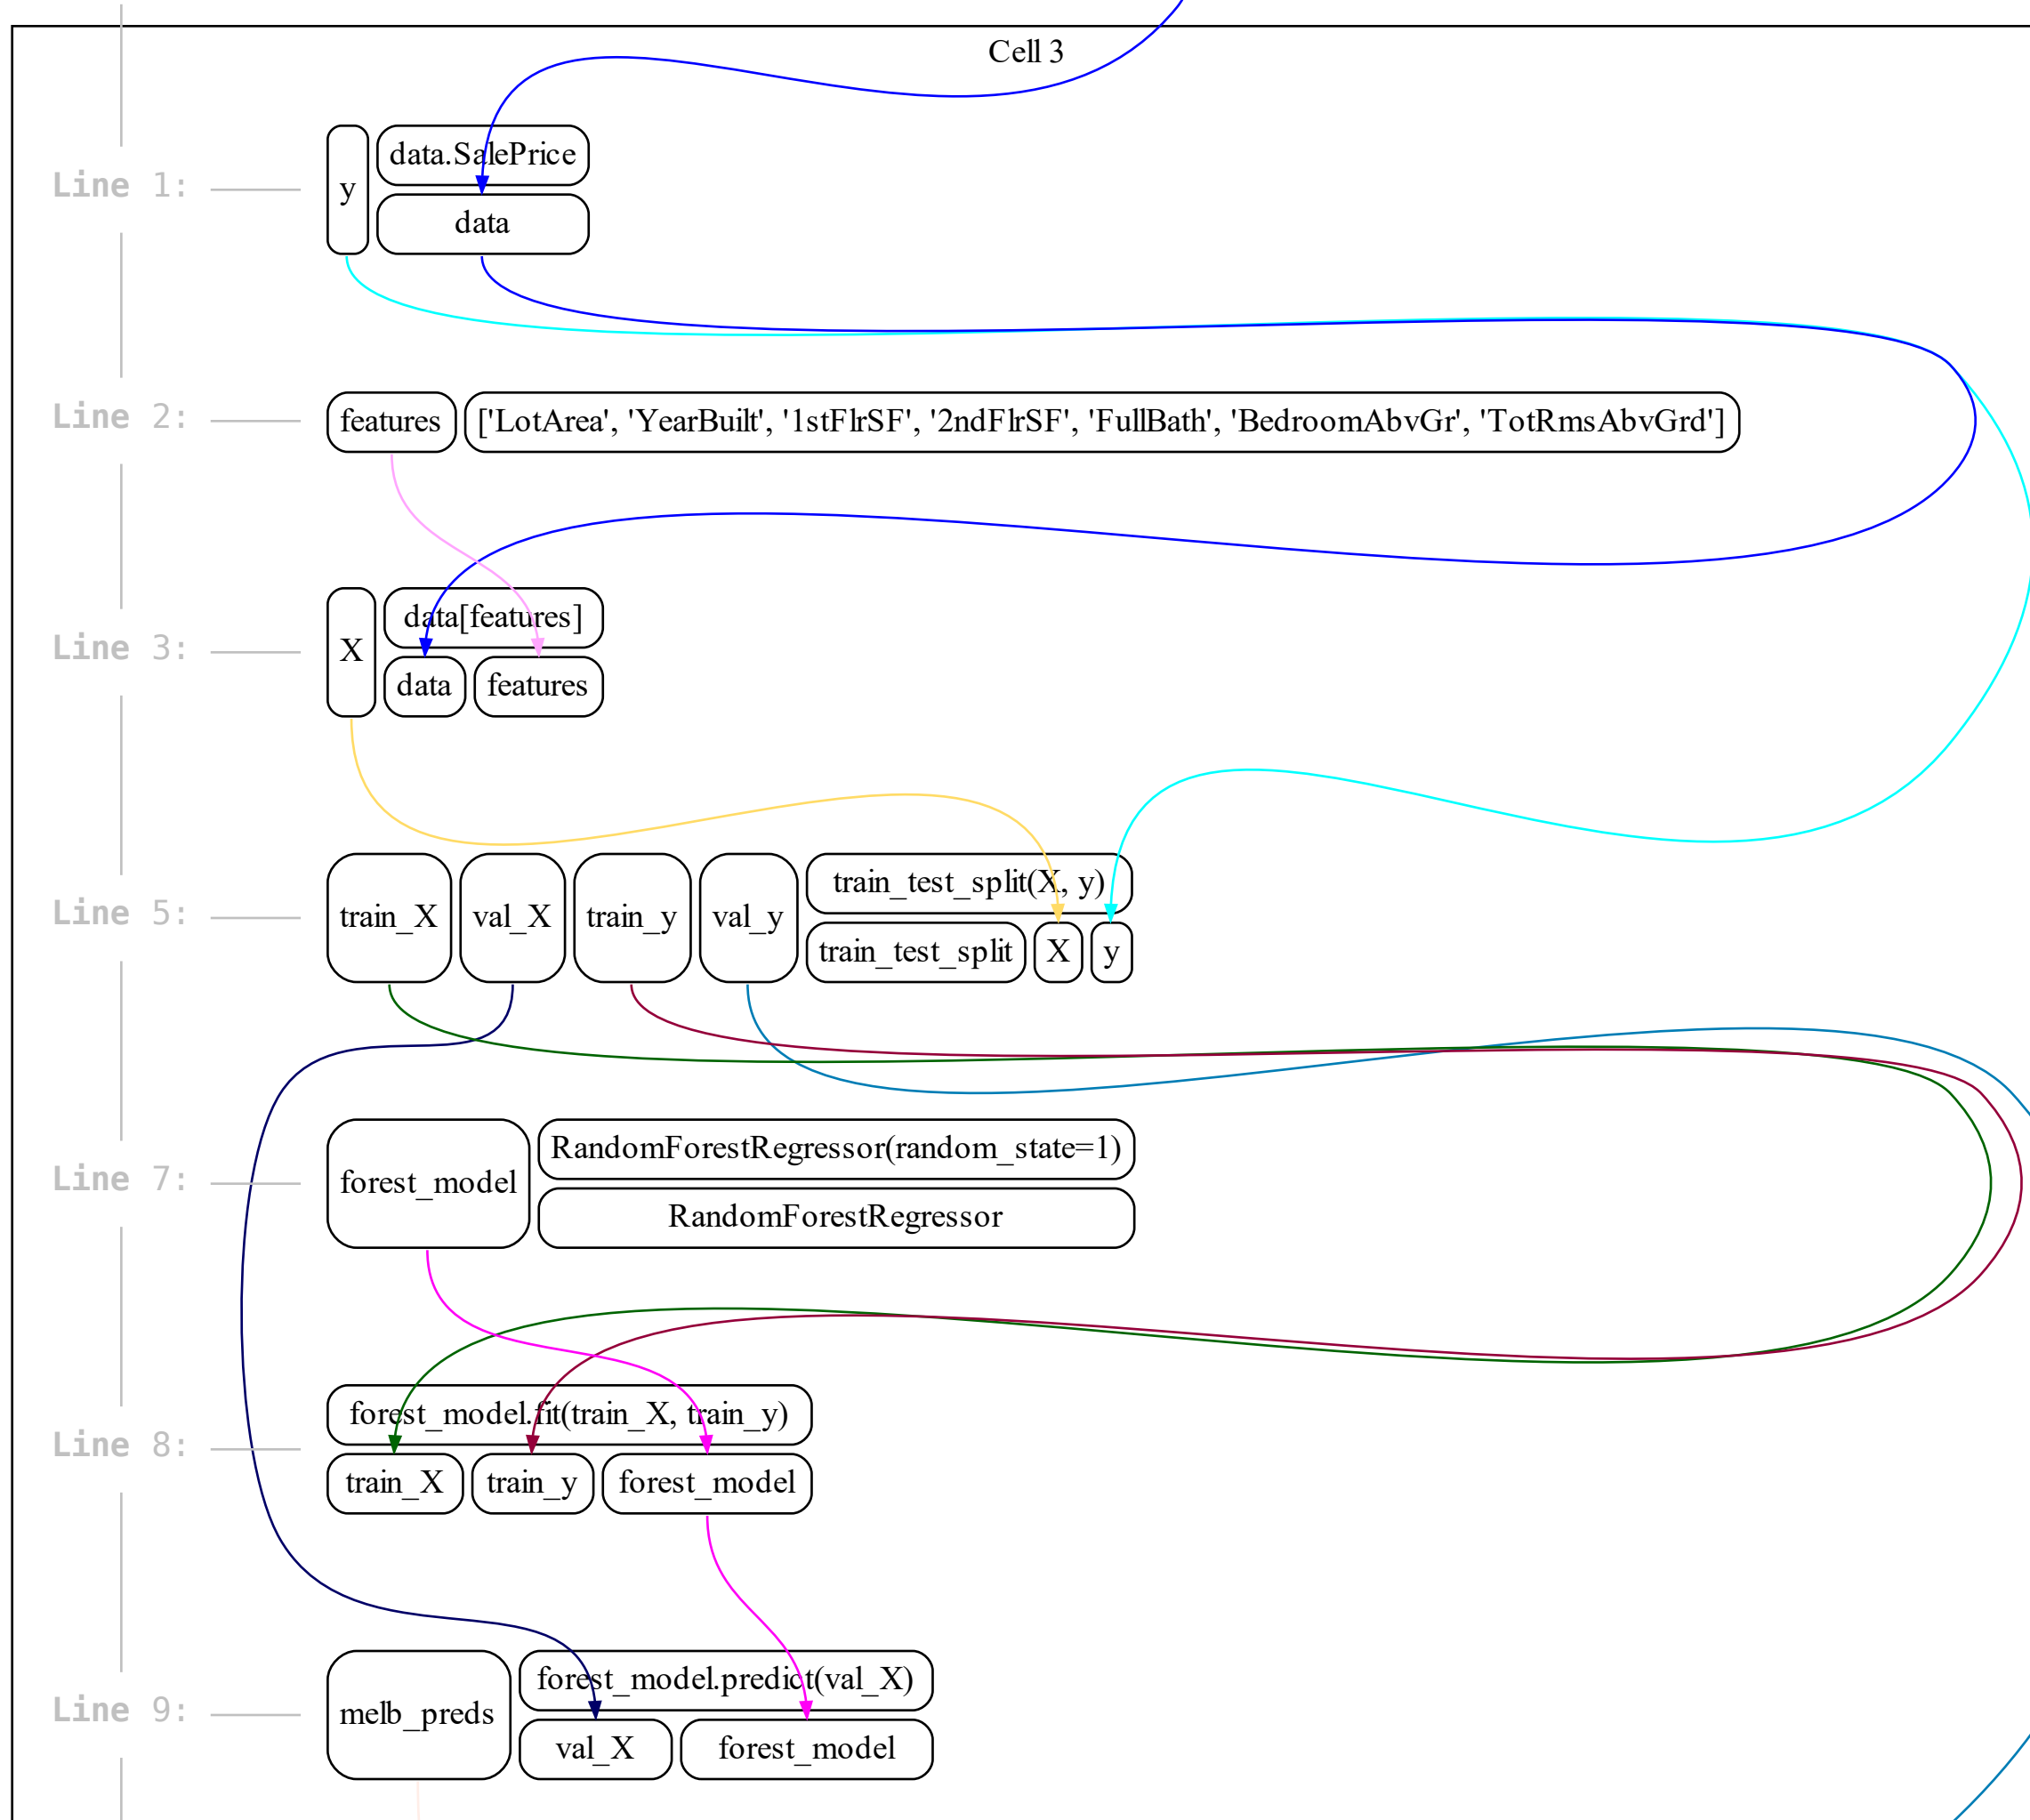 Cell 3
Line 1: y data.SalePrice
data
Line 2: features ['LotArea', 'YearBuilt', '1stFlrSF', '2ndFlrSF', 'FullBath', 'BedroomAbvGr', 'TotRmsAbvGrd']
Line 3: X data[features]
data features
Line 5: train_X val_X train_y val_y train_test_split(X, y)
train_test_split X y
Line 7: forest_model RandomForestRegressor(random_state=1)
RandomForestRegressor
Line 8: forest_model.fit(train_X, train_y)
train_X train_y forest_model
Line 9: melb_preds forest_model.predict(val_X)
val_X forest_model